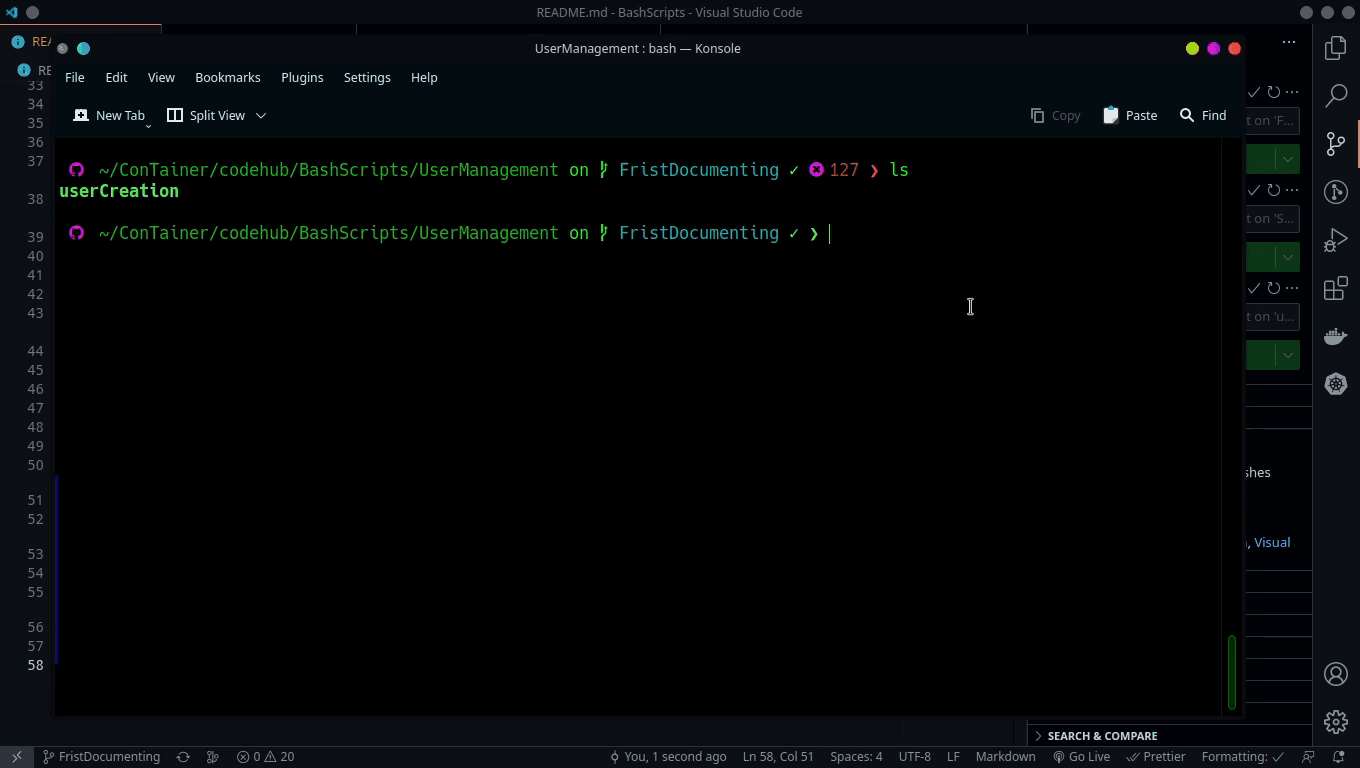 README.md - BashScripts - Visual Studio Code
REA
UserManagement : bash — Konsole
RE
File Edit View Bookmarks Plugins Settings Help
New Tab Split View Copy Paste Find
~/ConTainer/codehub/BashScripts/UserManagement on FristDocumenting ✓ 127 ❯ ls
userCreation
~/ConTainer/codehub/BashScripts/UserManagement on FristDocumenting ✓ ❯
33
34
35
36
37
38
39
40
41
42
43
44
45
46
47
48
49
50
51
52
53
54
55
56
57
58
t on 'F...
t on 'S...
t on 'u...
shes
, Visual
SEARCH & COMPARE
FristDocumenting 0 20 You, 1 second ago Ln 58, Col 51 Spaces: 4 UTF-8 LF Markdown Go Live Prettier Formatting: ✓